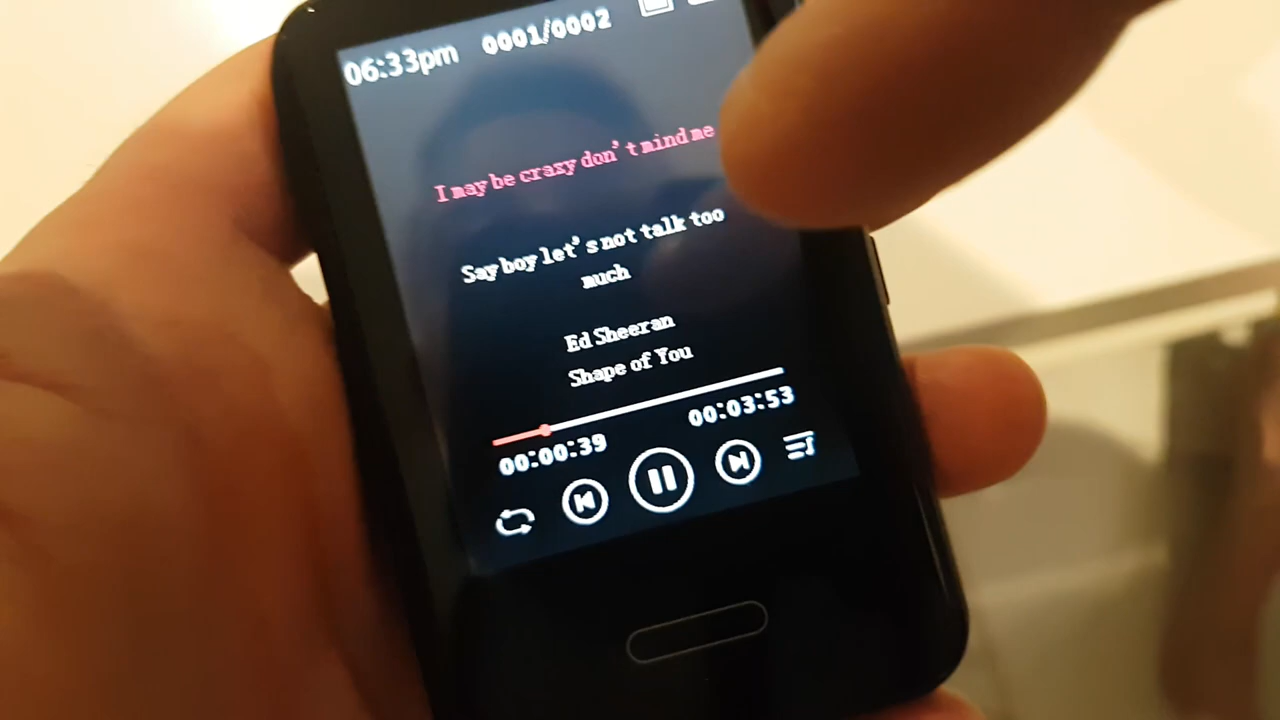 06:33pm 0001/0002
I may be crazy don't mind me
Say boy let's not talk too
much
Ed Sheeran
Shape of You
00:00:39 00:03:53